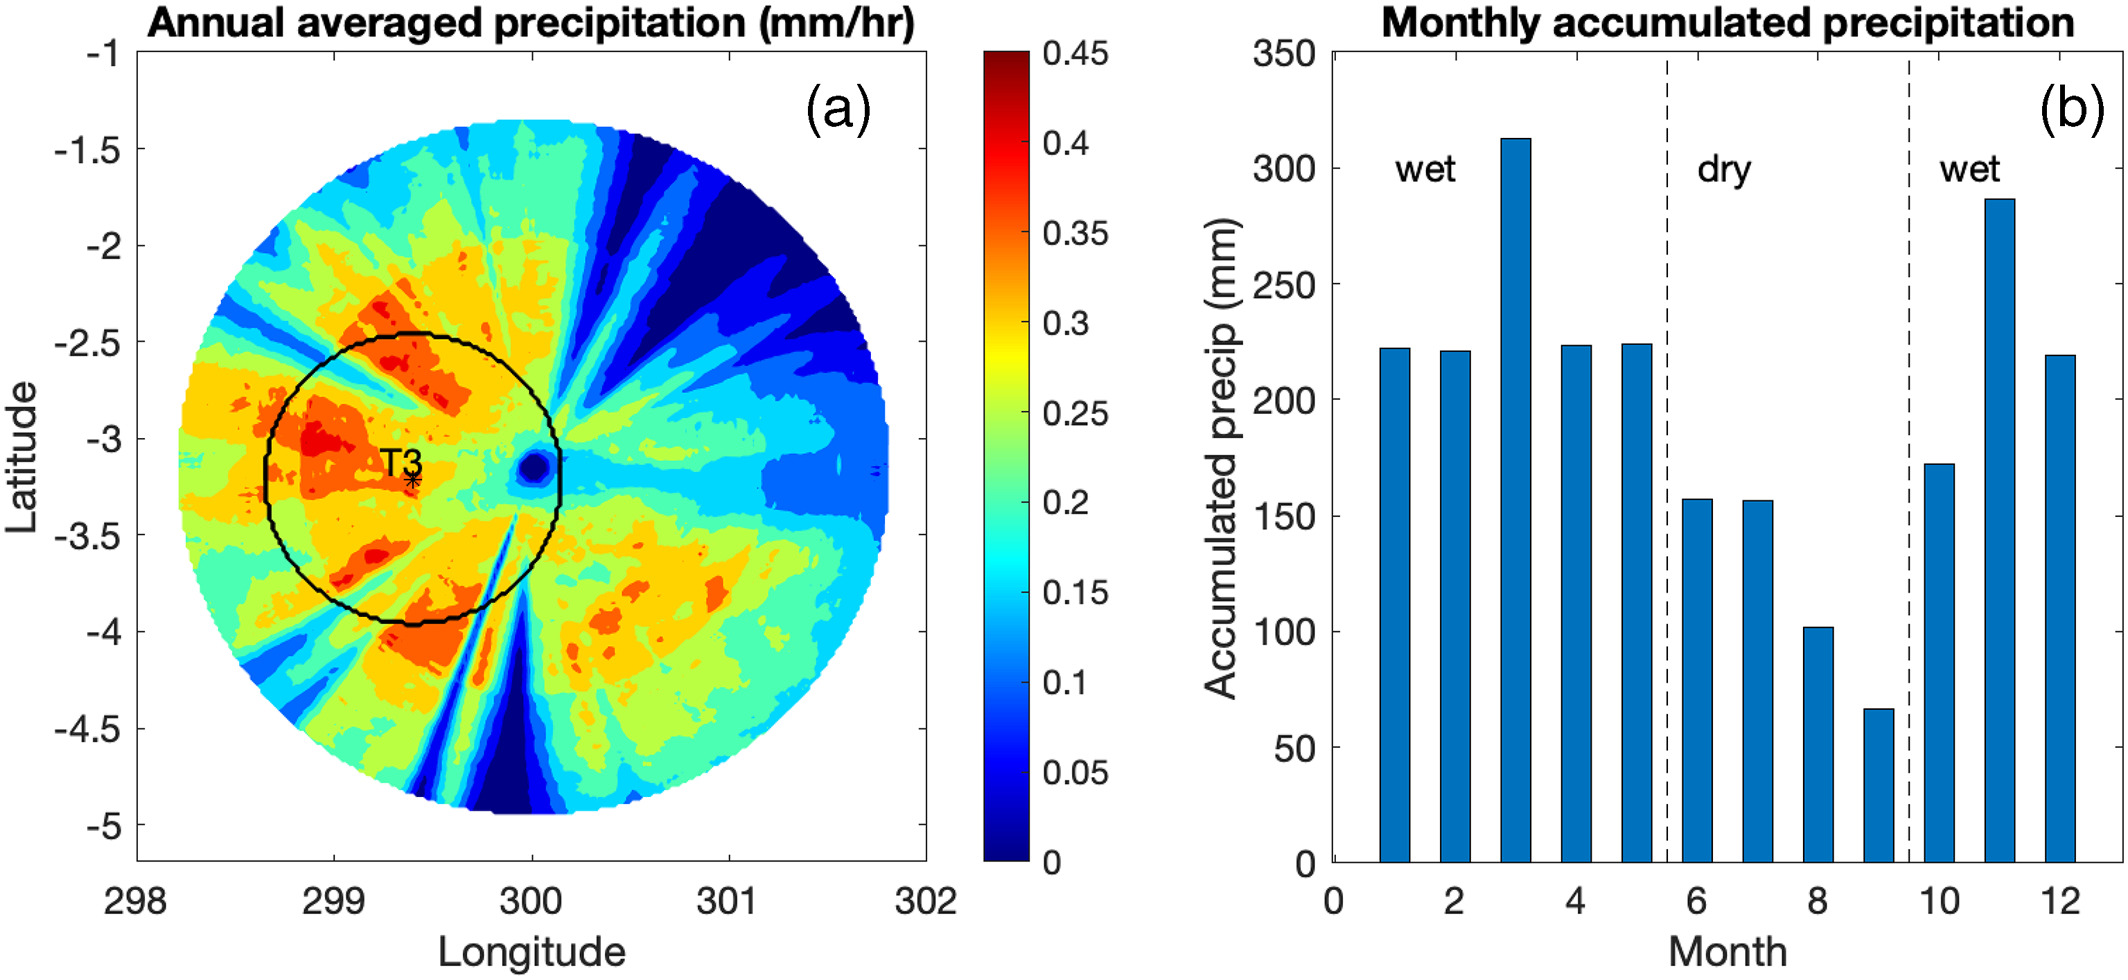 Annual averaged precipitation (mm/hr)
(a)
-1
-1.5
-2
-2.5
-3
-3.5
-4
-4.5
-5
Latitude
T3
298 299 300 301 302
Longitude
0.45
0.4
0.35
0.3
0.25
0.2
0.15
0.1
0.05
0
Monthly accumulated precipitation
(b)
350
300
250
200
150
100
50
0
Accumulated precip (mm)
wet dry wet
0 2 4 6 8 10 12
Month